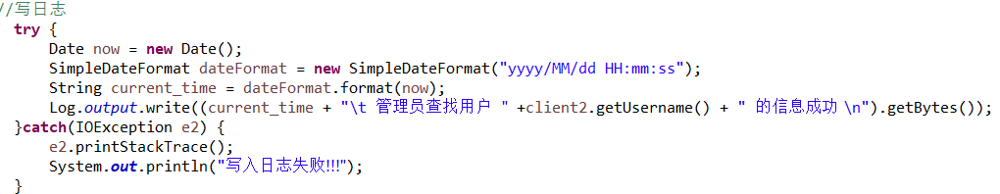 //写日志
try {
Date now = new Date();
SimpleDateFormat dateFormat = new SimpleDateFormat("yyyy/MM/dd HH:mm:ss");
String current_time = dateFormat.format(now);
Log.output.write((current_time + "\t 管理员查找用户 " +client2.getUsername() + " 的信息成功 \n").getBytes());
}catch(IOException e2) {
e2.printStackTrace();
System.out.println("写入日志失败!!!");
}